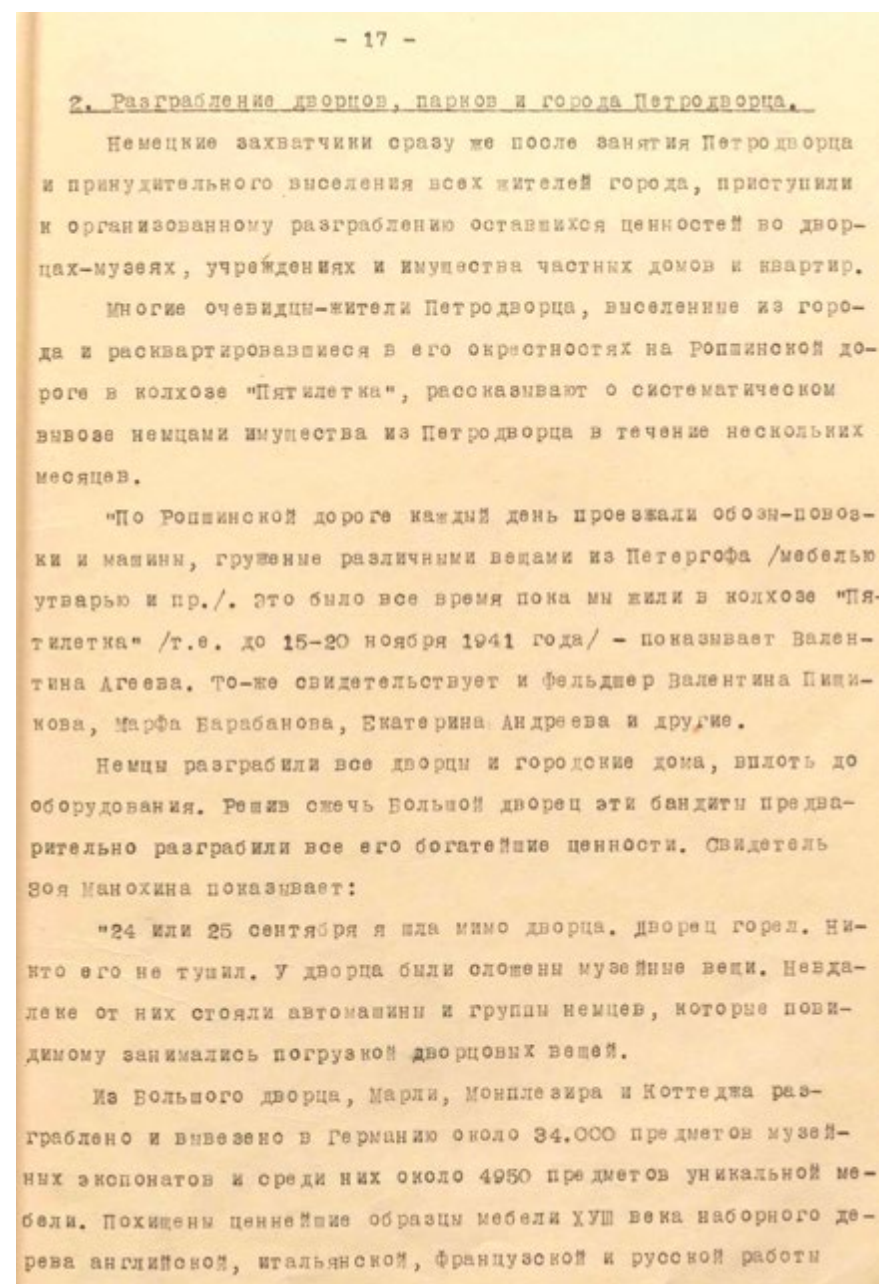 - 17 -
2. Разграбление дворцов, парков и города Петродворца.
Немецкие захватчики сразу же после занятия Петродворца
и принудительного выселения всех жителей города, приступили
к организованному разграблению оставшихся ценностей во двор-
цах-музеях, учреждениях и имущества частных домов и квартир.
Многие очевидцы-жители Петродворца, выселенные из горо-
да и расквартировавшиеся в его окрестностях на Ропшинской до-
роге в колхозе "Пятилетка", рассказывают о систематическом
вывозе немцами имущества из Петродворца в течение нескольких
месяцев.
"По Ропшинской дороге каждый день проезжали обозы-повоз-
ки и машины, груженые различными вещами из Петергофа /мебелью
утварью и пр./. Это было все время пока мы жили в колхозе "Пя-
тилетка" /т.е. до 15-20 ноября 1941 года/ - показывает Вален-
тина Агеева. То-же свидетельствует и фельдшер Валентина Пищи-
кова, Марфа Барабанова, Екатерина Андреева и другие.
Немцы разграбили все дворцы и городские дома, вплоть до
оборудования. Решив сжечь Большой дворец эти бандиты предва-
рительно разграбили все его богатейшие ценности. Свидетель
Зоя Манохина показывает:
"24 или 25 сентября я шла мимо дворца. Дворец горел. Ни-
кто его не тушил. У дворца были сложены музейные вещи. Невда-
леке от них стояли автомашины и группы немцев, которые пови-
димому занимались погрузкой дворцовых вещей.
Из Большого дворца, Марли, Монплезира и Коттеджа раз-
граблено и вывезено в Германию около 34.000 предметов музей-
ных экспонатов и среди них около 4950 предметов уникальной ме-
бели. Похищены ценнейшие образцы мебели ХУШ века наборного де-
рева английской, итальянской, французской и русской работы